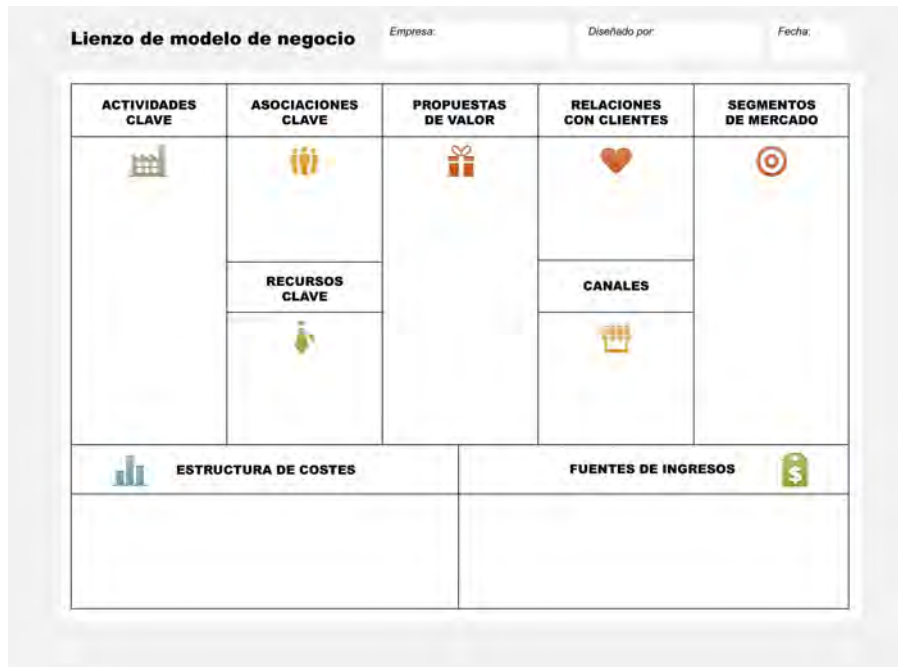 Lienzo de modelo de negocio
Empresa:
Diseñado por:
Fecha:
ACTIVIDADES
CLAVE
ASOCIACIONES
CLAVE
PROPUESTAS
DE VALOR
RELACIONES
CON CLIENTES
SEGMENTOS
DE MERCADO
RECURSOS
CLAVE
CANALES
ESTRUCTURA DE COSTES
FUENTES DE INGRESOS
$